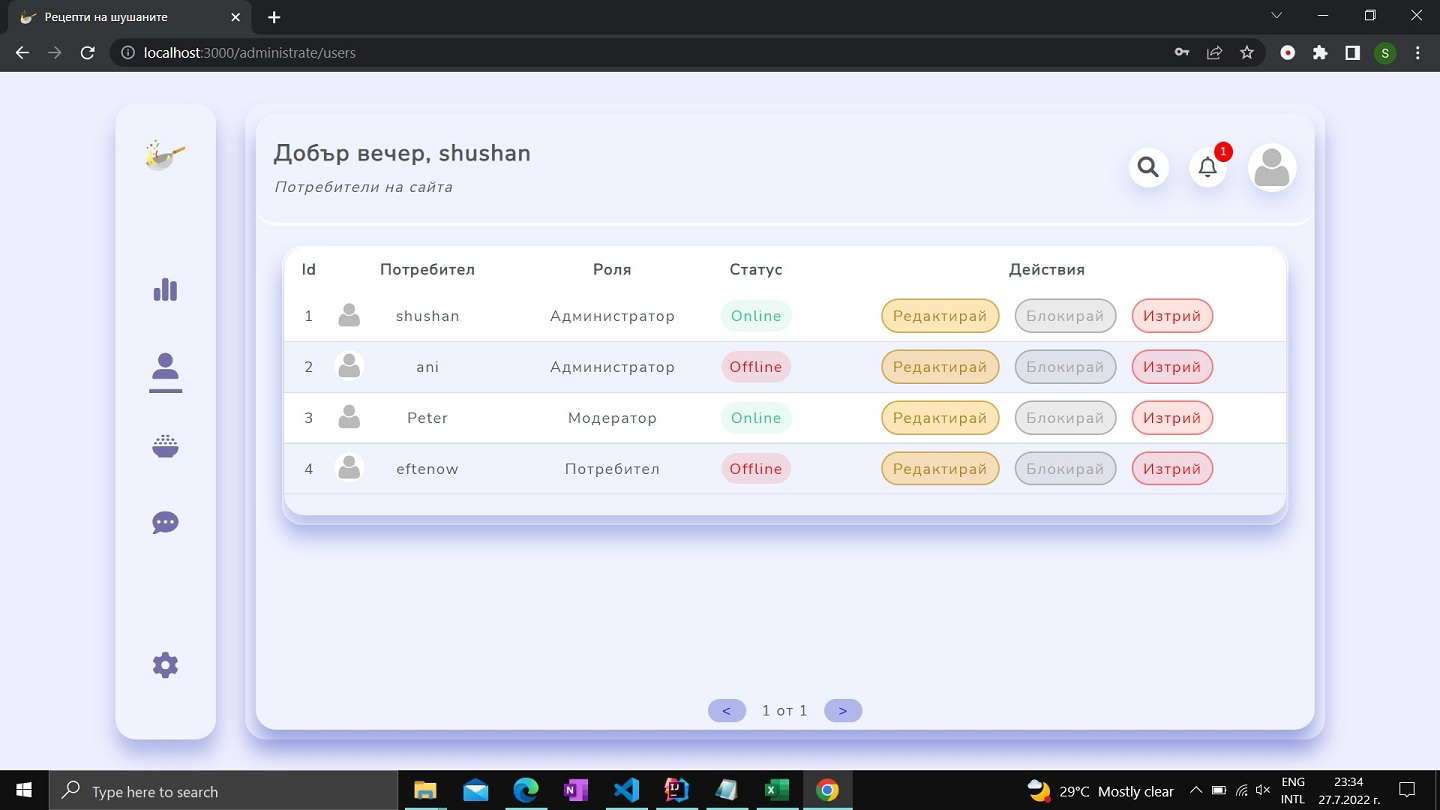 Рецепти на шушаните
localhost:3000/administrate/users
S
Добър вечер, shushan
1
Потребители на сайта
Id Потребител Роля Статус Действия
1 shushan Администратор Online Редактирай Блокирай Изтрий
2 ani Администратор Offline Редактирай Блокирай Изтрий
3 Peter Модератор Online Редактирай Блокирай Изтрий
4 eftenow Потребител Offline Редактирай Блокирай Изтрий
< 1 от 1 >
Type here to search
29°C Mostly clear
ENG
INTL
23:34
27.7.2022 г.